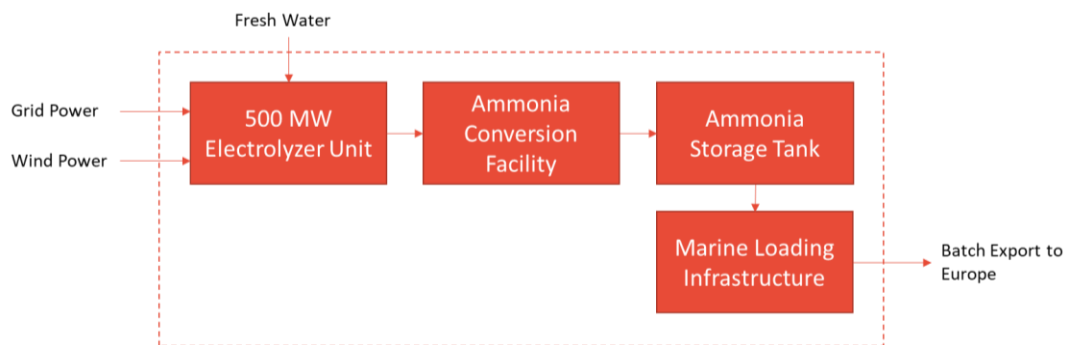 Fresh Water
Grid Power
Wind Power
500 MW
Electrolyzer Unit
Ammonia
Conversion
Facility
Ammonia
Storage Tank
Marine Loading
Infrastructure
Batch Export to
Europe